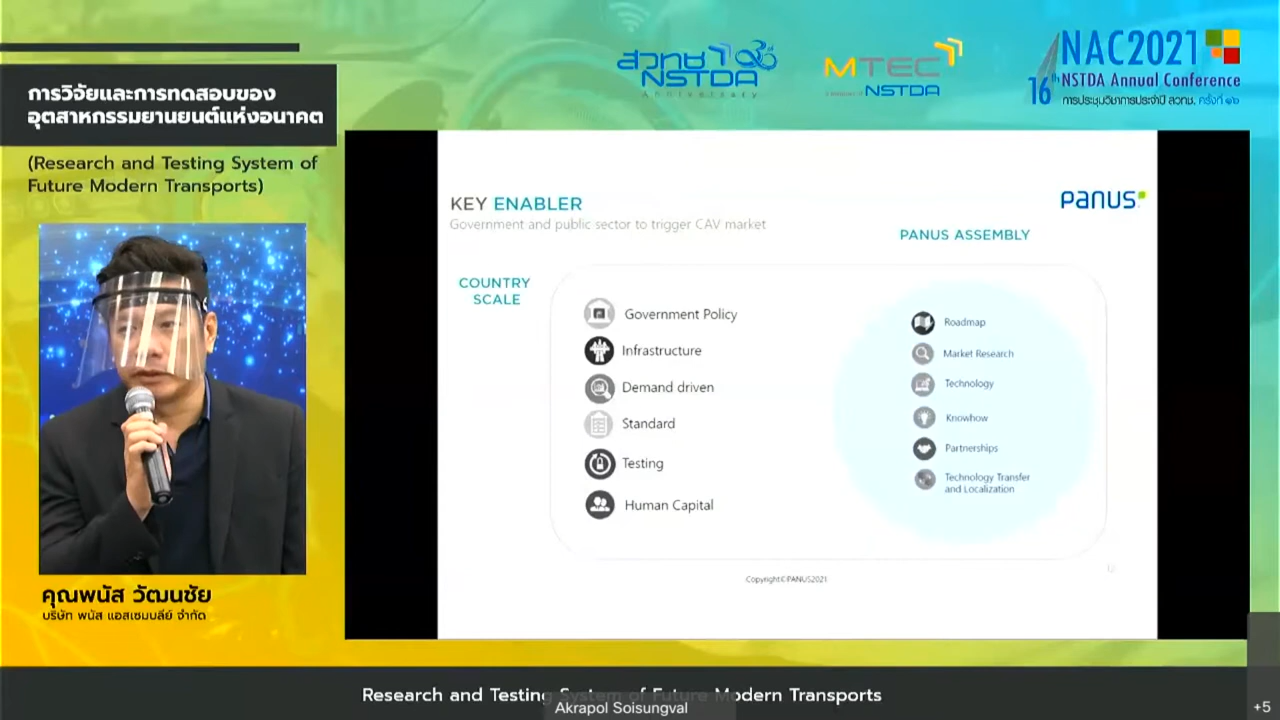 สวทช
NSTDA
Anniversary
MTEC
NSTDA
NAC2021
16th NSTDA Annual Conference
การประชุมวิชาการประจำปี สวทช. ครั้งที่ ๑๖
การวิจัยและการทดสอบของ
อุตสาหกรรมยานยนต์แห่งอนาคต
(Research and Testing System of
Future Modern Transports)
KEY ENABLER
Government and public sector to trigger CAV market
PANUS
PANUS ASSEMBLY
COUNTRY
SCALE
Government Policy
Infrastructure
Demand driven
Standard
Testing
Human Capital
Roadmap
Market Research
Technology
Knowhow
Partnerships
Technology Transfer
and Localization
Copyright©PANUS2021
คุณพนัส วัฒนชัย
บริษัท พนัส แอสเซมบลีย์ จำกัด
Research and Testing System of Future Modern Transports
Akrapol Soisungval
+5